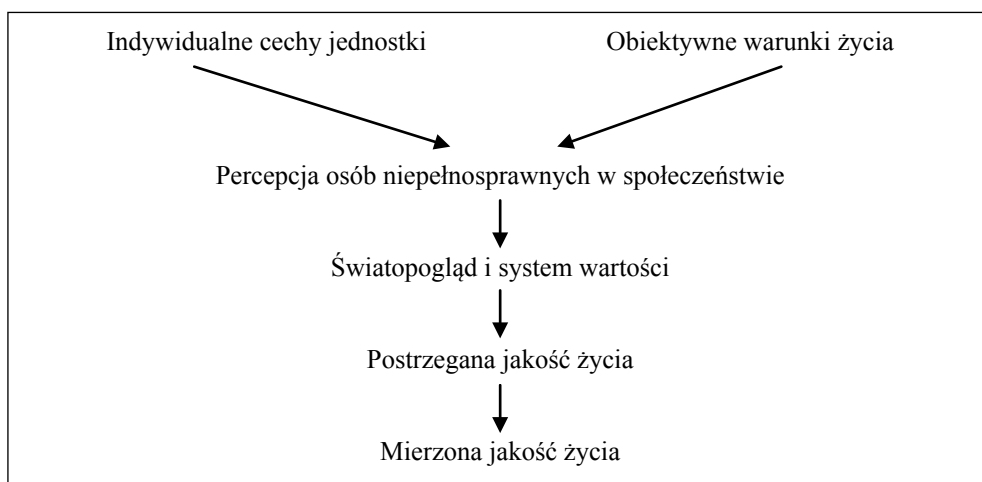 Indywidualne cechy jednostki
Obiektywne warunki życia
Percepcja osób niepełnosprawnych w społeczeństwie
Światopogląd i system wartości
Postrzegana jakość życia
Mierzona jakość życia